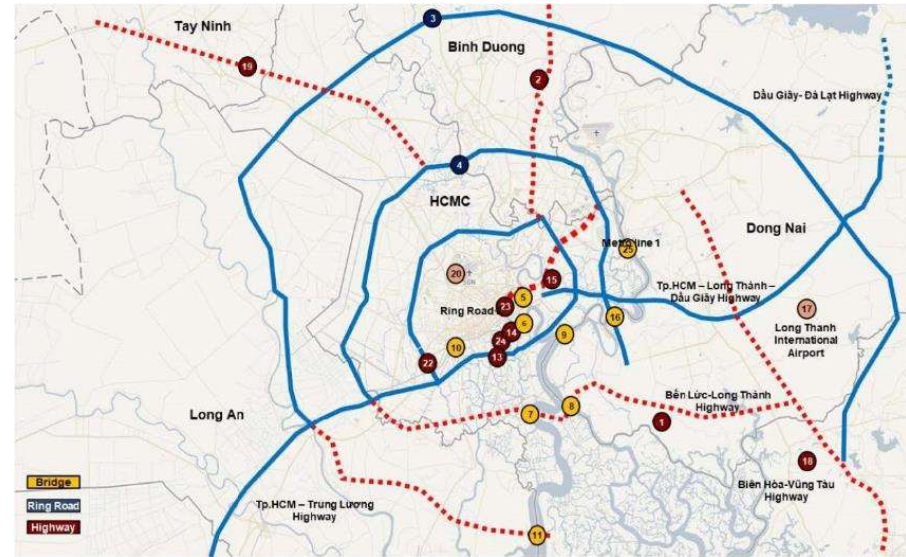 Tay Ninh
3
Binh Duong
19
2
Dầu Giây- Đà Lạt Highway
4
HCMC
Dong Nai
Metro line 1
25
20
SGN
15
Tp.HCM – Long Thành –
Dầu Giây Highway
5
23
Ring Road
17
16
6
14
9
Long Thanh
International
Airport
24
10
13
22
Bến Lức-Long Thành
Highway
Long An
7
8
1
18
Biên Hòa-Vũng Tàu
Highway
Bridge
Ring Road
Highway
Tp.HCM – Trung Lương
Highway
11